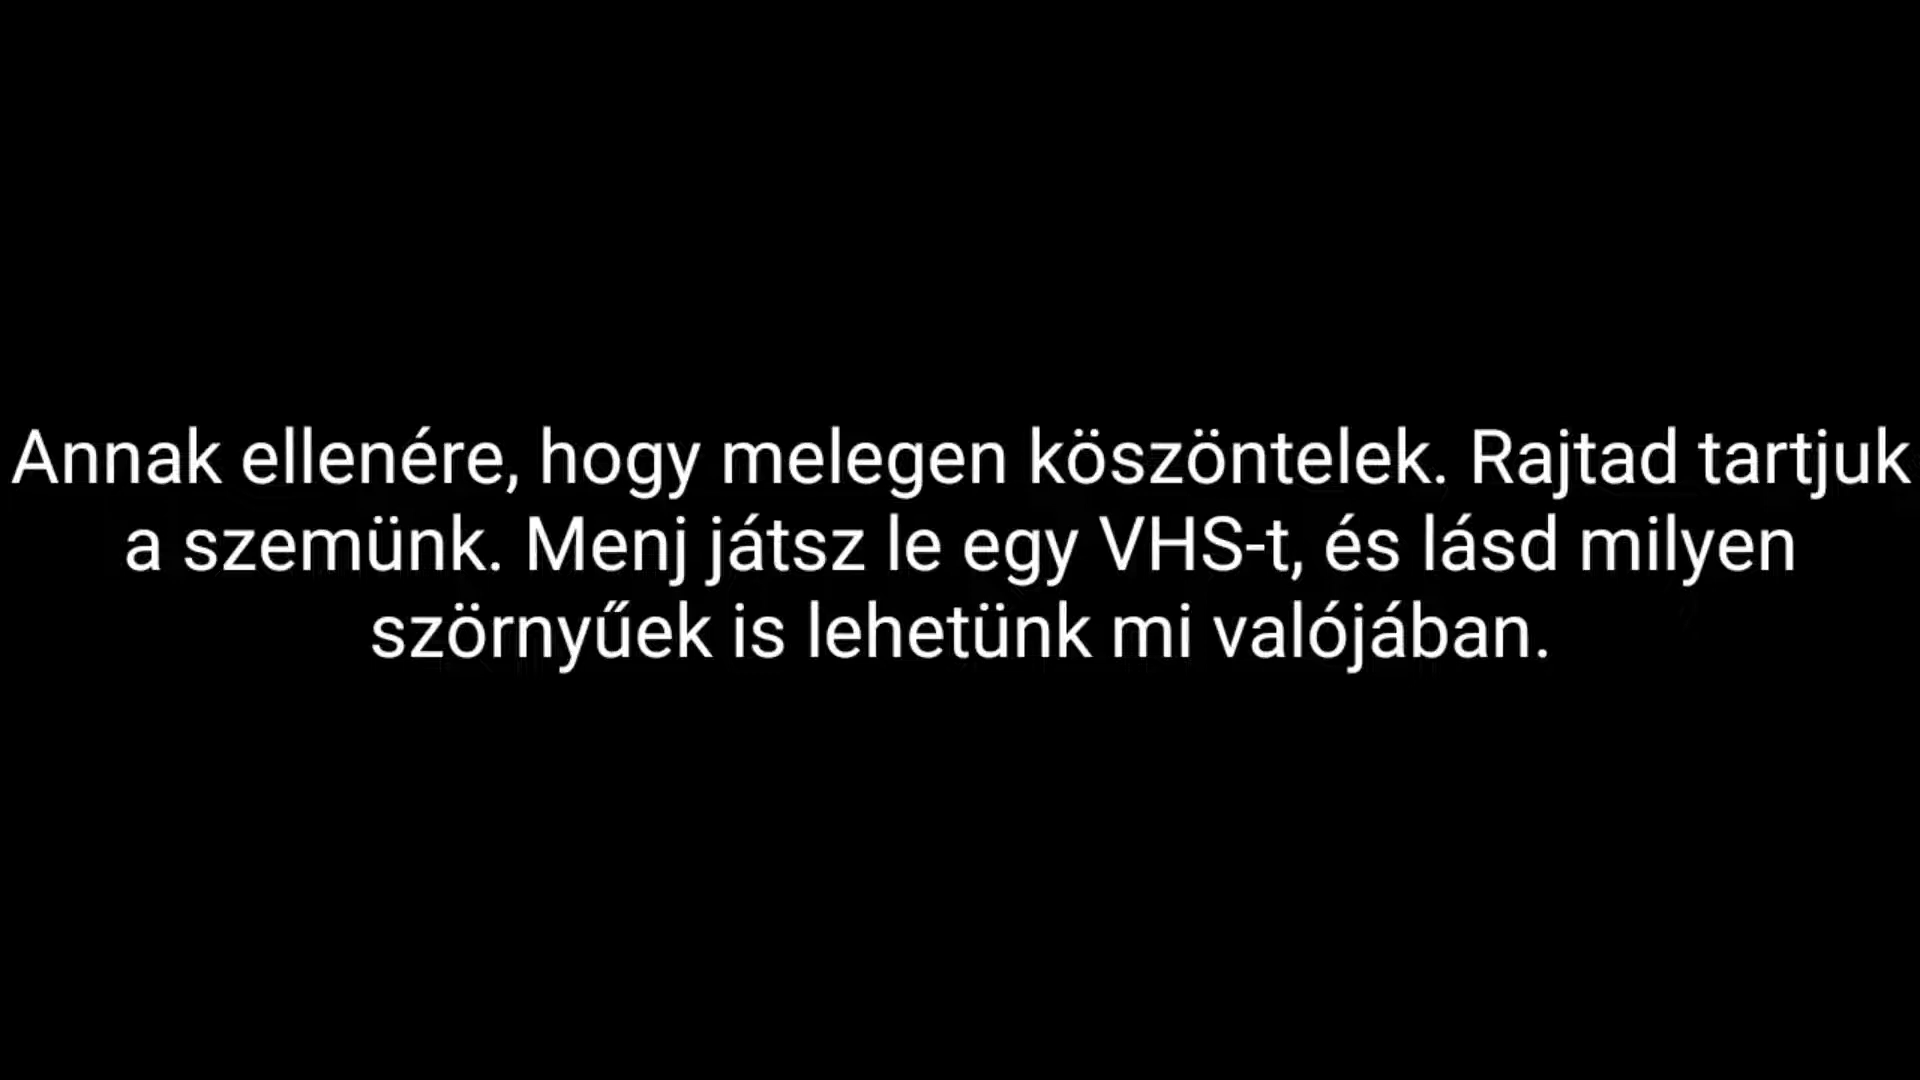 Annak ellenére, hogy melegen köszöntelek. Rajtad tartjuk
a szemünk. Menj játsz le egy VHS-t, és lásd milyen
szörnyűek is lehetünk mi valójában.